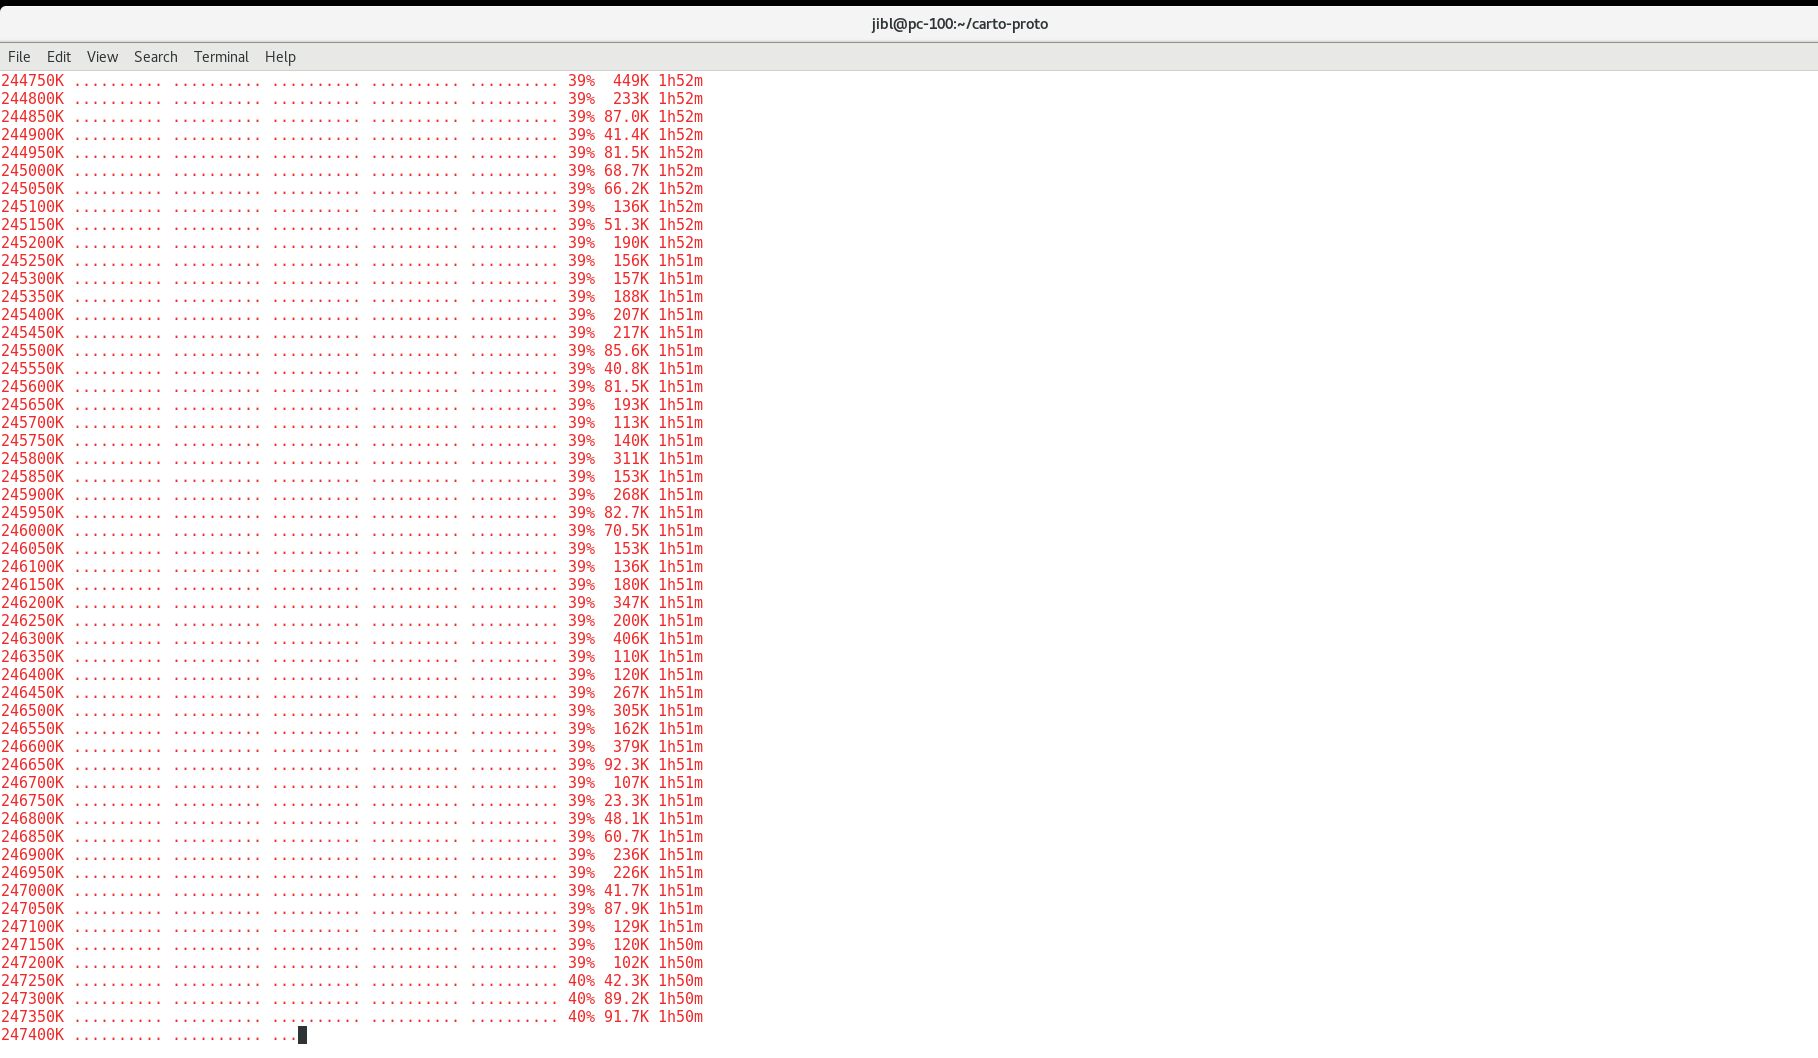 jibl@pc-100:~/carto-proto
File Edit View Search Terminal Help
244750K .......... .......... .......... .......... .......... 39%  449K 1h52m
244800K .......... .......... .......... .......... .......... 39%  233K 1h52m
244850K .......... .......... .......... .......... .......... 39% 87.0K 1h52m
244900K .......... .......... .......... .......... .......... 39% 41.4K 1h52m
244950K .......... .......... .......... .......... .......... 39% 81.5K 1h52m
245000K .......... .......... .......... .......... .......... 39% 68.7K 1h52m
245050K .......... .......... .......... .......... .......... 39% 66.2K 1h52m
245100K .......... .......... .......... .......... .......... 39%  136K 1h52m
245150K .......... .......... .......... .......... .......... 39% 51.3K 1h52m
245200K .......... .......... .......... .......... .......... 39%  190K 1h52m
245250K .......... .......... .......... .......... .......... 39%  156K 1h51m
245300K .......... .......... .......... .......... .......... 39%  157K 1h51m
245350K .......... .......... .......... .......... .......... 39%  188K 1h51m
245400K .......... .......... .......... .......... .......... 39%  207K 1h51m
245450K .......... .......... .......... .......... .......... 39%  217K 1h51m
245500K .......... .......... .......... .......... .......... 39% 85.6K 1h51m
245550K .......... .......... .......... .......... .......... 39% 40.8K 1h51m
245600K .......... .......... .......... .......... .......... 39% 81.5K 1h51m
245650K .......... .......... .......... .......... .......... 39%  193K 1h51m
245700K .......... .......... .......... .......... .......... 39%  113K 1h51m
245750K .......... .......... .......... .......... .......... 39%  140K 1h51m
245800K .......... .......... .......... .......... .......... 39%  311K 1h51m
245850K .......... .......... .......... .......... .......... 39%  153K 1h51m
245900K .......... .......... .......... .......... .......... 39%  268K 1h51m
245950K .......... .......... .......... .......... .......... 39% 82.7K 1h51m
246000K .......... .......... .......... .......... .......... 39% 70.5K 1h51m
246050K .......... .......... .......... .......... .......... 39%  153K 1h51m
246100K .......... .......... .......... .......... .......... 39%  136K 1h51m
246150K .......... .......... .......... .......... .......... 39%  180K 1h51m
246200K .......... .......... .......... .......... .......... 39%  347K 1h51m
246250K .......... .......... .......... .......... .......... 39%  200K 1h51m
246300K .......... .......... .......... .......... .......... 39%  406K 1h51m
246350K .......... .......... .......... .......... .......... 39%  110K 1h51m
246400K .......... .......... .......... .......... .......... 39%  120K 1h51m
246450K .......... .......... .......... .......... .......... 39%  267K 1h51m
246500K .......... .......... .......... .......... .......... 39%  305K 1h51m
246550K .......... .......... .......... .......... .......... 39%  162K 1h51m
246600K .......... .......... .......... .......... .......... 39%  379K 1h51m
246650K .......... .......... .......... .......... .......... 39% 92.3K 1h51m
246700K .......... .......... .......... .......... .......... 39%  107K 1h51m
246750K .......... .......... .......... .......... .......... 39% 23.3K 1h51m
246800K .......... .......... .......... .......... .......... 39% 48.1K 1h51m
246850K .......... .......... .......... .......... .......... 39% 60.7K 1h51m
246900K .......... .......... .......... .......... .......... 39%  236K 1h51m
246950K .......... .......... .......... .......... .......... 39%  226K 1h51m
247000K .......... .......... .......... .......... .......... 39% 41.7K 1h51m
247050K .......... .......... .......... .......... .......... 39% 87.9K 1h51m
247100K .......... .......... .......... .......... .......... 39%  129K 1h51m
247150K .......... .......... .......... .......... .......... 39%  120K 1h50m
247200K .......... .......... .......... .......... .......... 39%  102K 1h50m
247250K .......... .......... .......... .......... .......... 40% 42.3K 1h50m
247300K .......... .......... .......... .......... .......... 40% 89.2K 1h50m
247350K .......... .......... .......... .......... .......... 40% 91.7K 1h50m
247400K .......... .......... ...